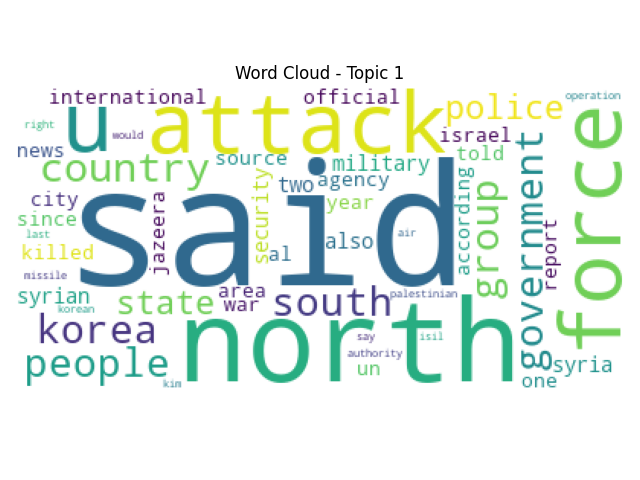 Word Cloud - Topic 1
international
official
operation
right
u
would
attack
police
force
news
country
source
military
israel
told
city
two
agency
security
year
since
jazeera
said
according
group
government
report
last
killed
al
also
air
missile
syrian
korean
state
area
war
south
palestinian
korea
north
say
isil
people
authority
un
syria
kim
one